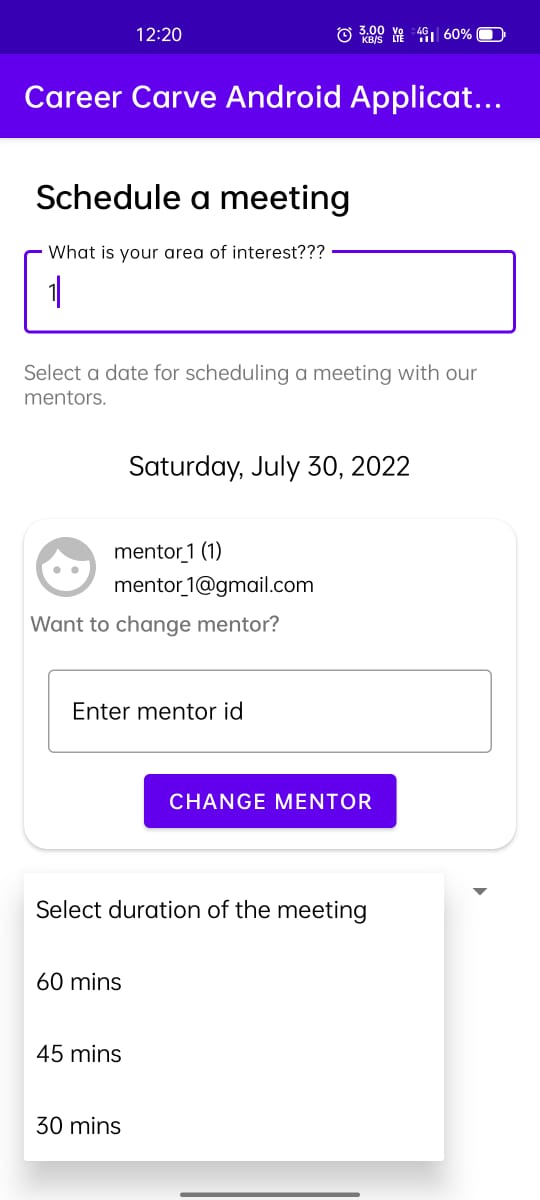 12:20
3.00 KB/S Vo LTE 4G 60%
Career Carve Android Applicat...
Schedule a meeting
What is your area of interest???
1
Select a date for scheduling a meeting with our
mentors.
Saturday, July 30, 2022
mentor_1 (1)
mentor_1@gmail.com
Want to change mentor?
Enter mentor id
CHANGE MENTOR
Select duration of the meeting
60 mins
45 mins
30 mins